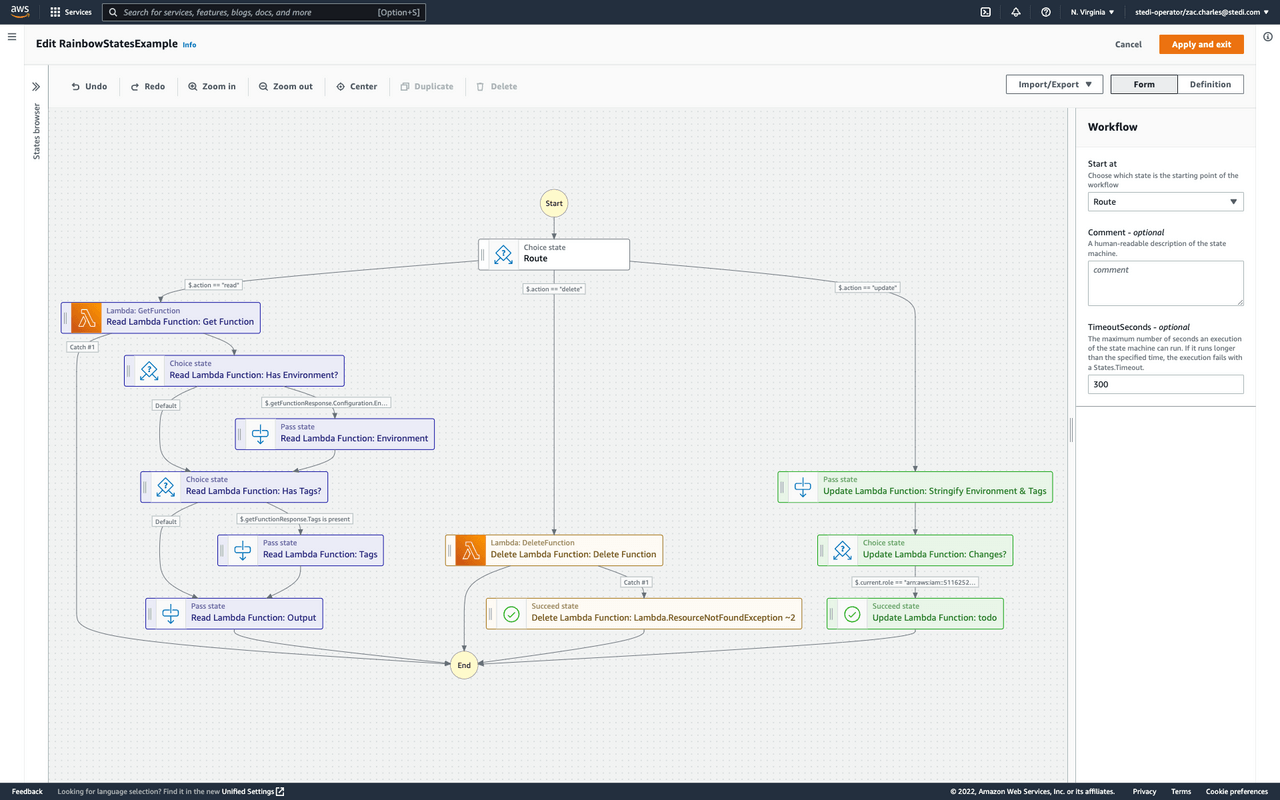 aws
Services
Search for services, features, blogs, docs, and more
[Option+S]
N. Virginia ▼
stedi-operator/zac.charles@stedi.com ▼
Edit RainbowStatesExample
Info
Cancel
Apply and exit
States browser
Undo
Redo
Zoom in
Zoom out
Center
Duplicate
Delete
Import/Export ▼
Form
Definition
Start
Choice state
Route
$.action == "read"
$.action == "delete"
$.action == "update"
Lambda: GetFunction
Read Lambda Function: Get Function
Catch #1
Choice state
Read Lambda Function: Has Environment?
Default
$.getFunctionResponse.Configuration.En...
Pass state
Read Lambda Function: Environment
Choice state
Read Lambda Function: Has Tags?
Default
$.getFunctionResponse.Tags is present
Pass state
Read Lambda Function: Tags
Pass state
Read Lambda Function: Output
Lambda: DeleteFunction
Delete Lambda Function: Delete Function
Catch #1
Succeed state
Delete Lambda Function: Lambda.ResourceNotFoundException ~2
Pass state
Update Lambda Function: Stringify Environment & Tags
Choice state
Update Lambda Function: Changes?
$.current.role == "arn:aws:iam::5116252...
Succeed state
Update Lambda Function: todo
End
Workflow
Start at
Choose which state is the starting point of the
workflow
Route
Comment - optional
A human-readable description of the state
machine.
comment
TimeoutSeconds - optional
The maximum number of seconds an execution
of the state machine can run. If it runs longer
than the specified time, the execution fails with
a States.Timeout.
300
Feedback
Looking for language selection? Find it in the new Unified Settings
© 2022, Amazon Web Services, Inc. or its affiliates.
Privacy
Terms
Cookie preferences